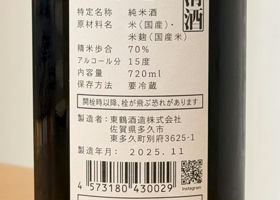 清酒
特定名称 純米酒
原材料名 米(国産)・
米麹(国産米)
精米歩合 70%
アルコール分 15度
内容量 720ml
保存方法 要冷蔵
開栓時以降、栓が飛ぶ恐れがあります
製造者:東鶴酒造株式会社
佐賀県多久市
東多久町別府3625-1
製造年月: 2025.11
4 573180 430029
Instagram